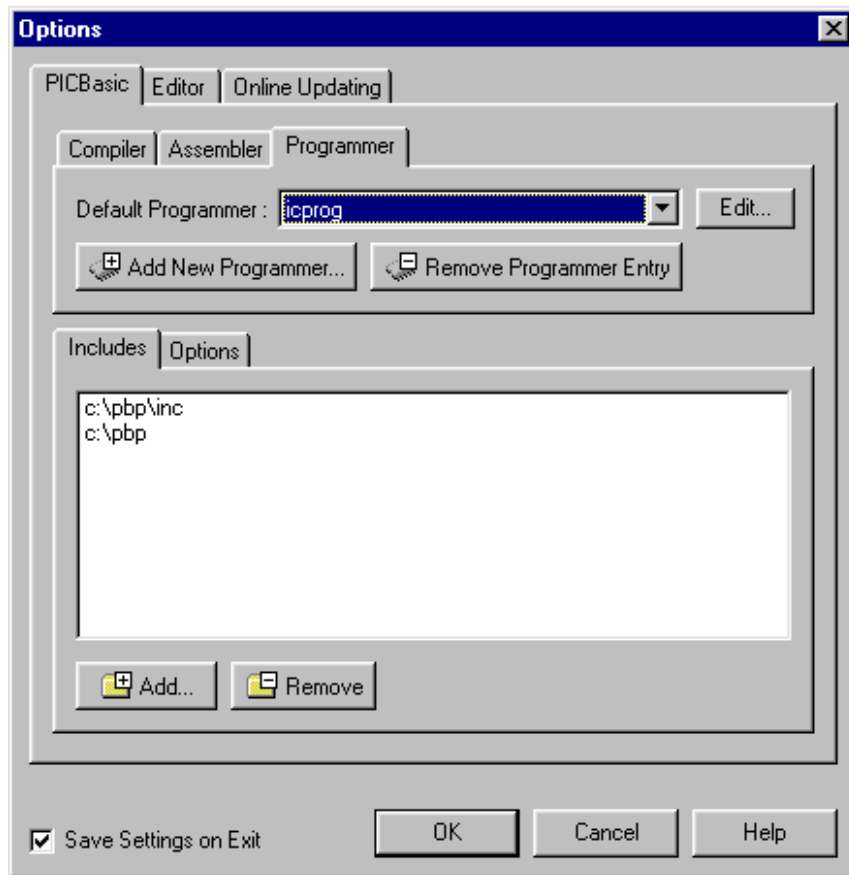 Options
PICBasic Editor Online Updating
Compiler Assembler Programmer
Default Programmer : icprog Edit...
Add New Programmer... Remove Programmer Entry
Includes Options
c:\pbp\inc
c:\pbp
Add... Remove
Save Settings on Exit OK Cancel Help